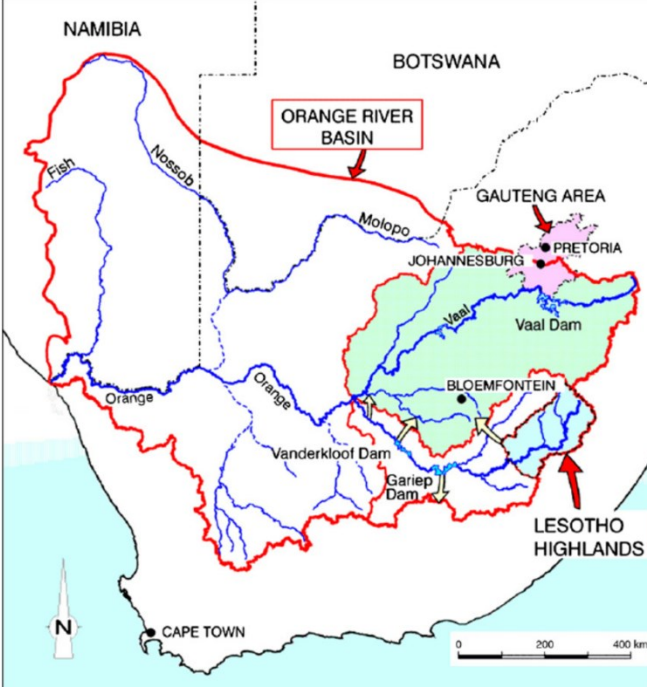 NAMIBIA
BOTSWANA
ORANGE RIVER
BASIN
Fish
Nossob
GAUTENG AREA
Molopo
PRETORIA
JOHANNESBURG
Vaal
Vaal Dam
Orange
Orange
BLOEMFONTEIN
Vanderkloof Dam
Gariep
Dam
LESOTHO
HIGHLANDS
N
CAPE TOWN
0
200
400 km